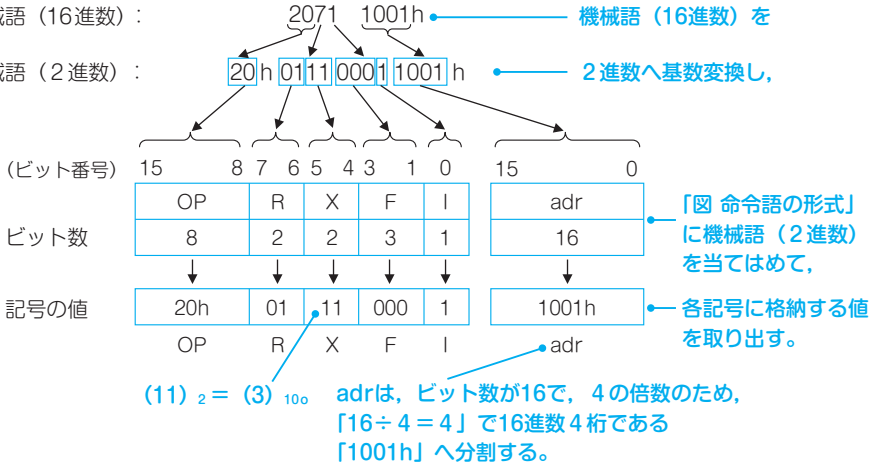 械語（16進数）： 2071 1001h 機械語（16進数）を
械語（２進数）： 20 h 01 11 000 1 1001 h ２進数へ基数変換し，
（ビット番号） 15 8 7 6 5 4 3 1 0 15 0
OP R X F I adr 「図 命令語の形式」
ビット数 8 2 2 3 1 16 に機械語（２進数）
を当てはめて，
記号の値 20h 01 11 000 1 1001h 各記号に格納する値
を取り出す。
OP R X F I adr
（11）₂＝（3）₁₀。 adrは，ビット数が16で，４の倍数のため，
「16÷４＝４」で16進数４桁である
「1001h」へ分割する。